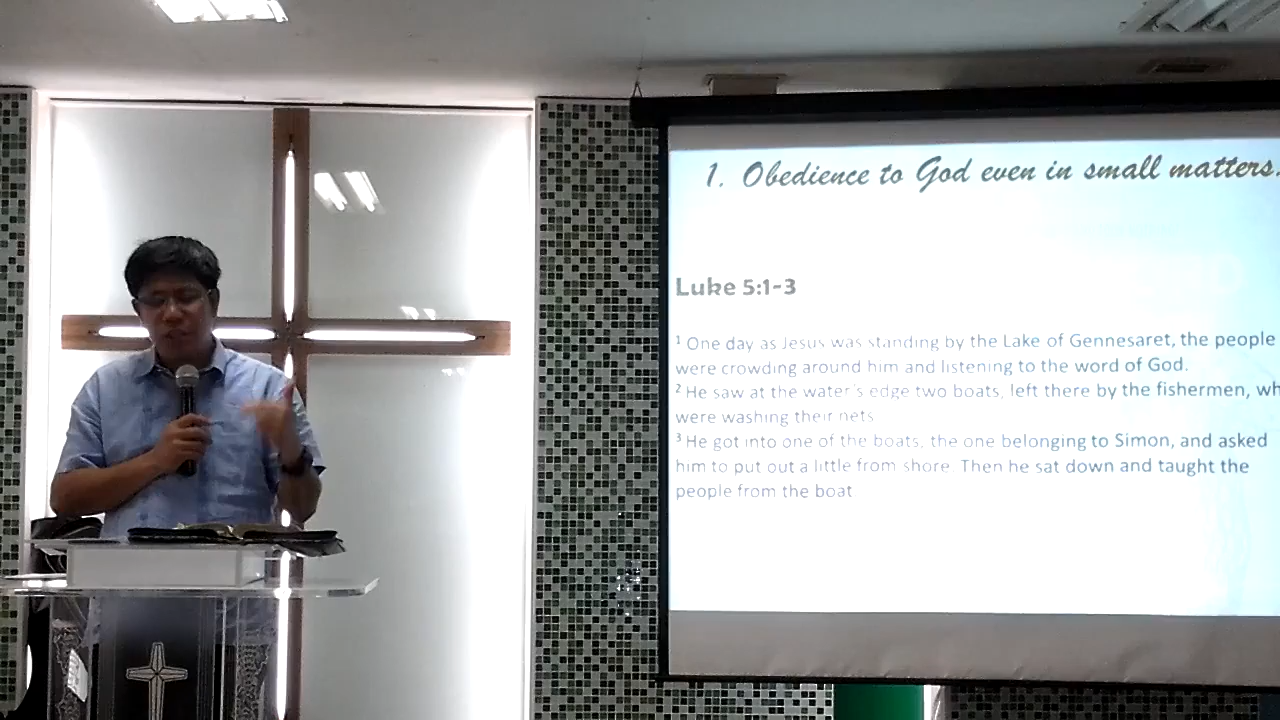 1. Obedience to God even in small matters.
Luke 5:1-3
¹ One day as Jesus was standing by the Lake of Gennesaret, the people
were crowding around him and listening to the word of God.
² He saw at the water's edge two boats, left there by the fishermen, wh
were washing their nets
³ He got into one of the boats, the one belonging to Simon, and asked
him to put out a little from shore. Then he sat down and taught the
people from the boat